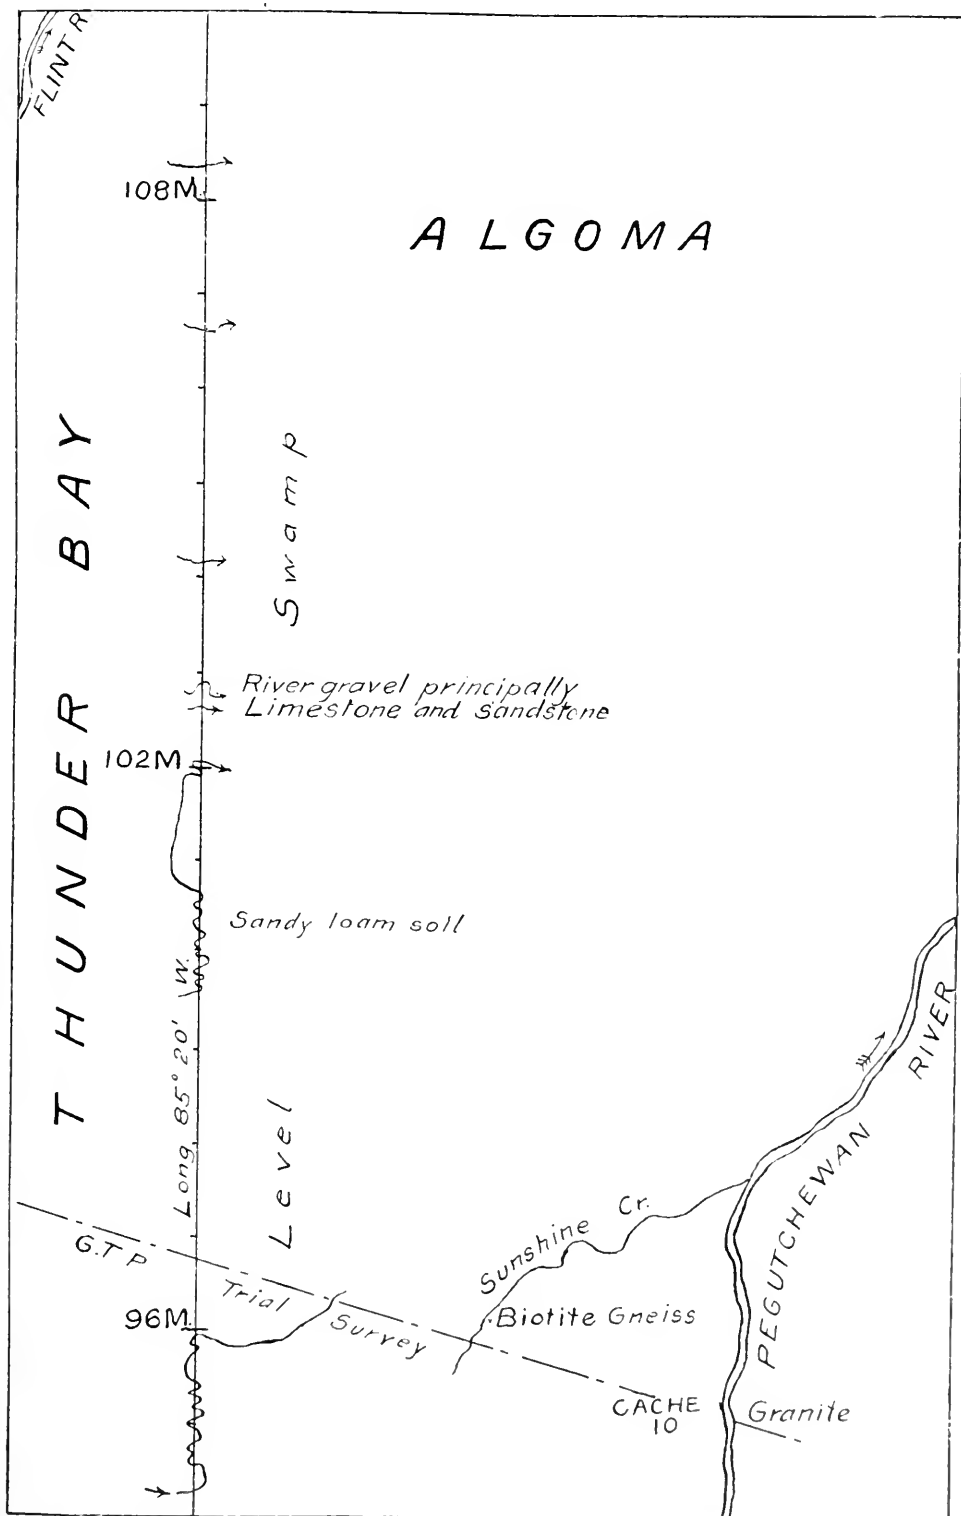 FLINT R
108M.
ALGOMA
THUNDER BAY
Swamp
River gravel principally
Limestone and sandstone
102M.
Sandy loam soil
Long. 85° 20' W.
Level
RIVER
PEGUTCHEWAN
Sunshine Cr.
G.T.P Trial Survey
96M.
Biotite Gneiss
CACHE
10
Granite